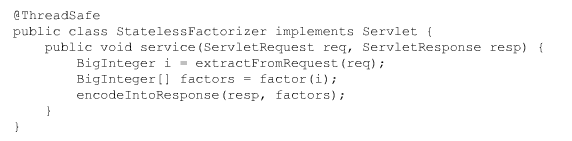 @ThreadSafe
public class StatelessFactorizer implements Servlet {
    public void service(ServletRequest req, ServletResponse resp) {
        BigInteger i = extractFromRequest(req);
        BigInteger[] factors = factor(i);
        encodeIntoResponse(resp, factors);
    }
}